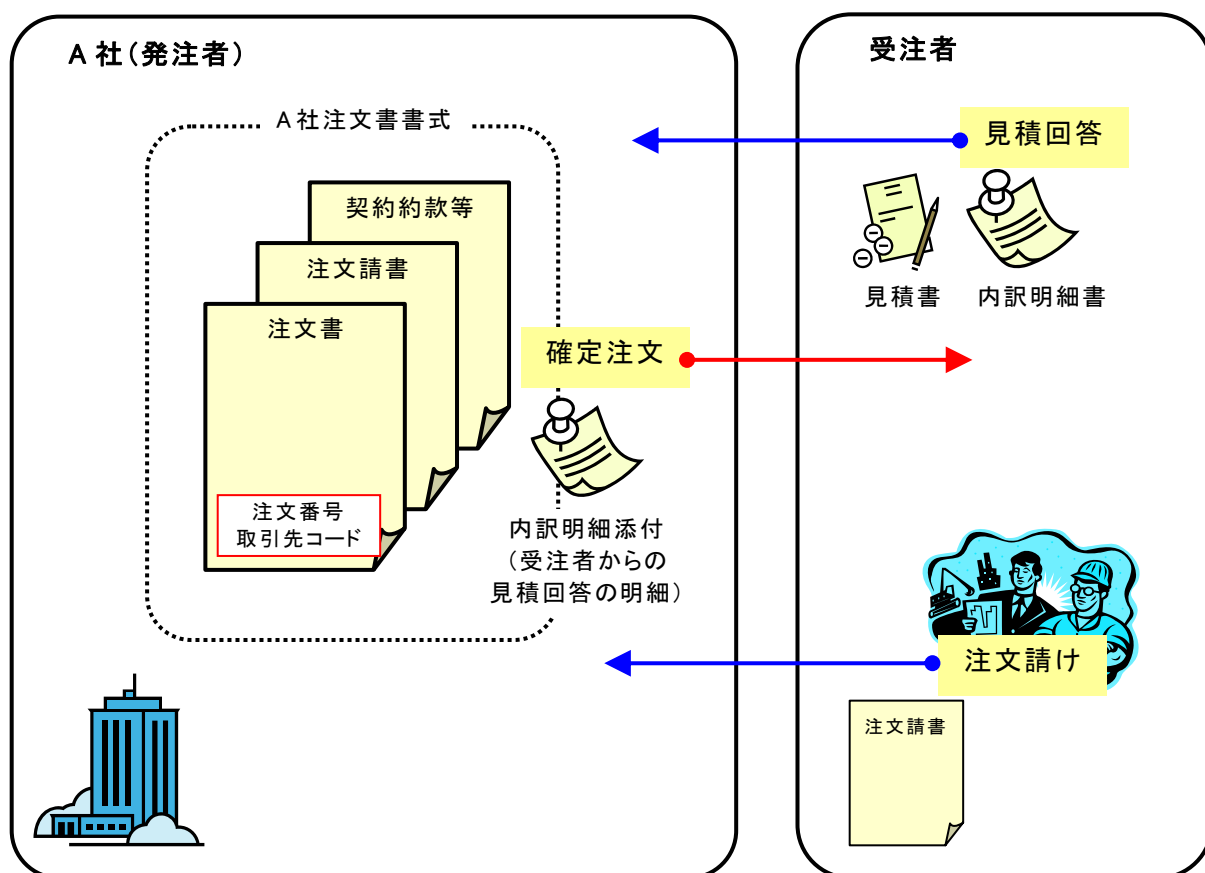 A社(発注者)
A社注文書書式
契約約款等
注文請書
注文書
注文番号
取引先コード
確定注文
内訳明細添付
(受注者からの
見積回答の明細)
受注者
見積回答
見積書
内訳明細書
注文請け
注文請書